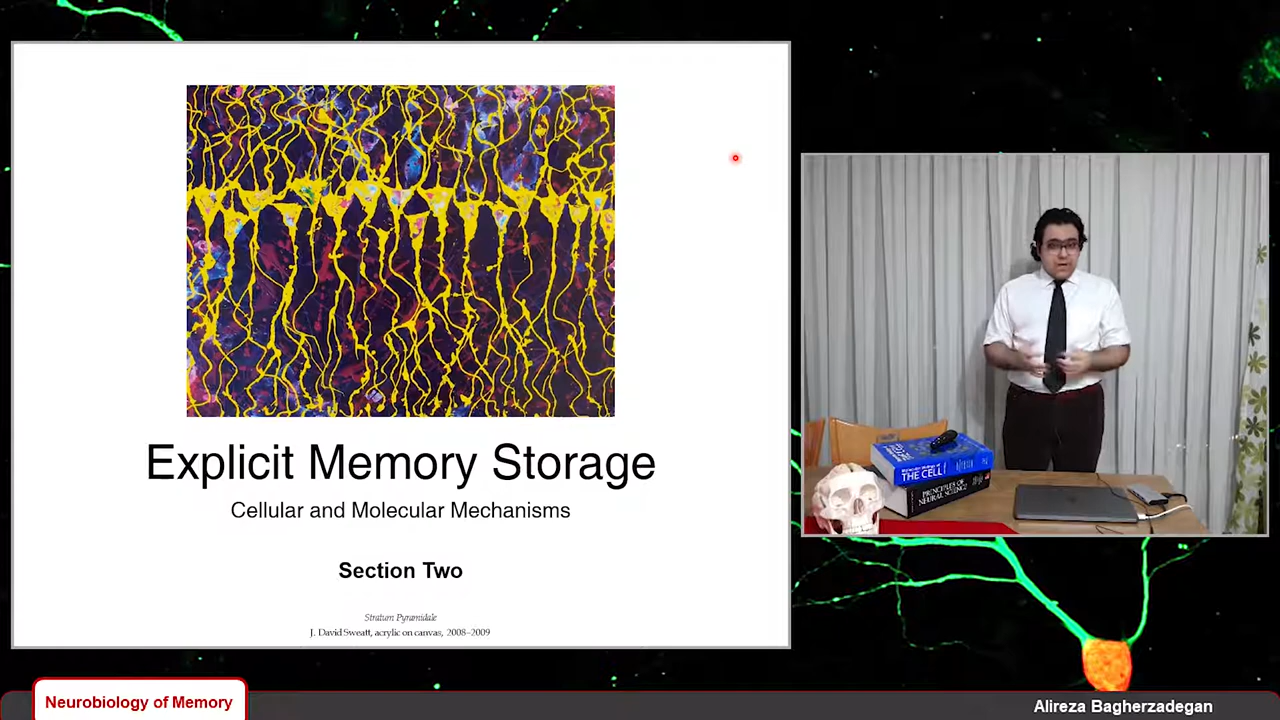 Explicit Memory Storage
Cellular and Molecular Mechanisms
Section Two
Stratum Pyramidale
J. David Sweatt, acrylic on canvas, 2008–2009
THE CELL
PRINCIPLES OF
NEURAL SCIENCE
Neurobiology of Memory
Alireza Bagherzadegan